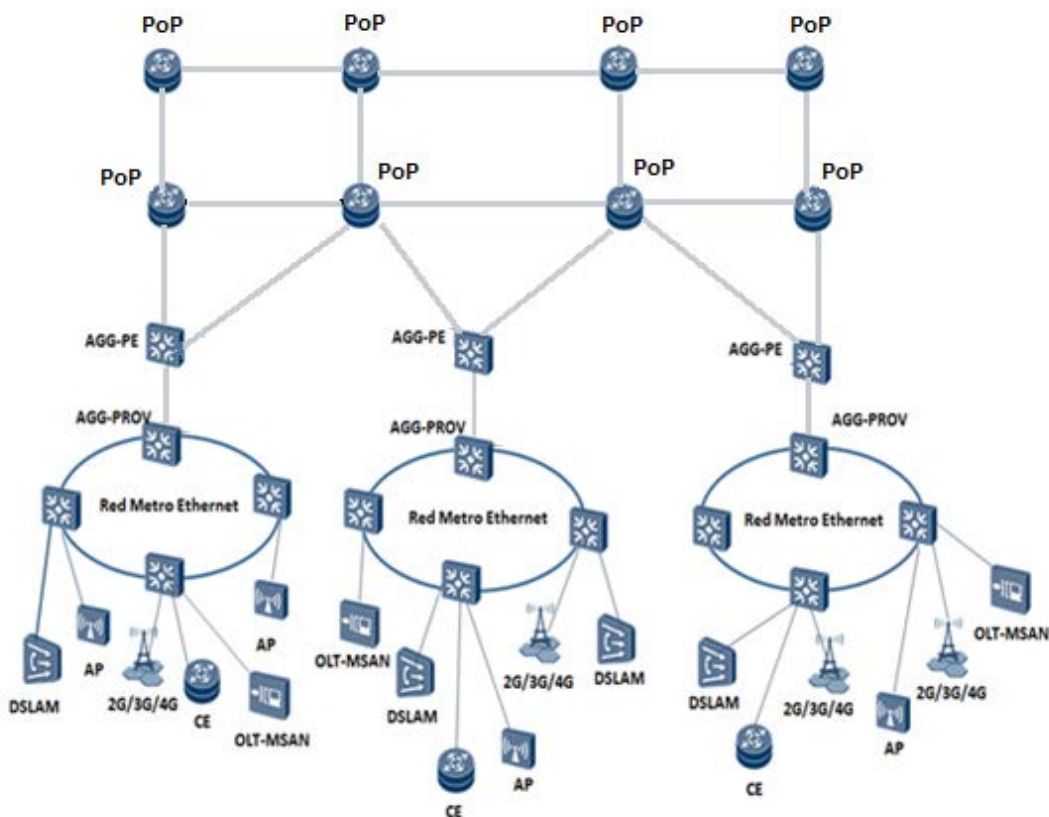 PoP
PoP
PoP
PoP
PoP
PoP
PoP
PoP
AGG-PE
AGG-PE
AGG-PE
AGG-PROV
AGG-PROV
AGG-PROV
Red Metro Ethernet
Red Metro Ethernet
Red Metro Ethernet
DSLAM
AP
2G/3G/4G
CE
OLT-MSAN
AP
OLT-MSAN
DSLAM
CE
AP
2G/3G/4G
DSLAM
DSLAM
CE
2G/3G/4G
AP
2G/3G/4G
OLT-MSAN